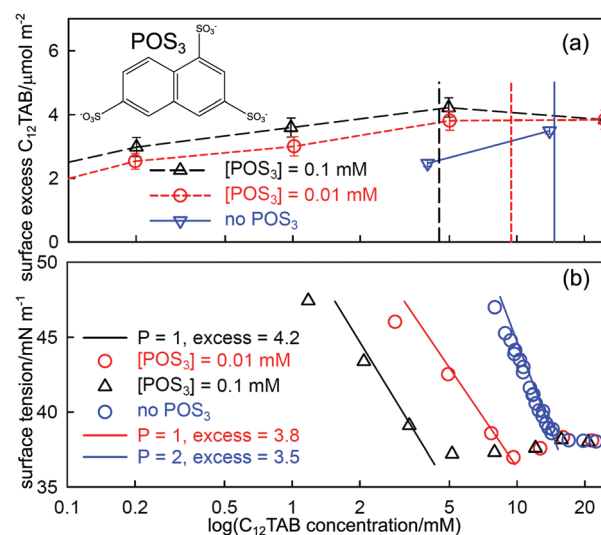 (a)
POS₃
SO₃⁻
⁻O₃S
SO₃⁻
surface excess C₁₂TAB/μmol m⁻²
6
4
2
0
[POS₃] = 0.1 mM
[POS₃] = 0.01 mM
no POS₃
(b)
surface tension/mN m⁻¹
50
45
40
35
P = 1, excess = 4.2
[POS₃] = 0.01 mM
[POS₃] = 0.1 mM
no POS₃
P = 1, excess = 3.8
P = 2, excess = 3.5
0.1 0.2 0.5 1 2 5 10 20
log(C₁₂TAB concentration/mM)